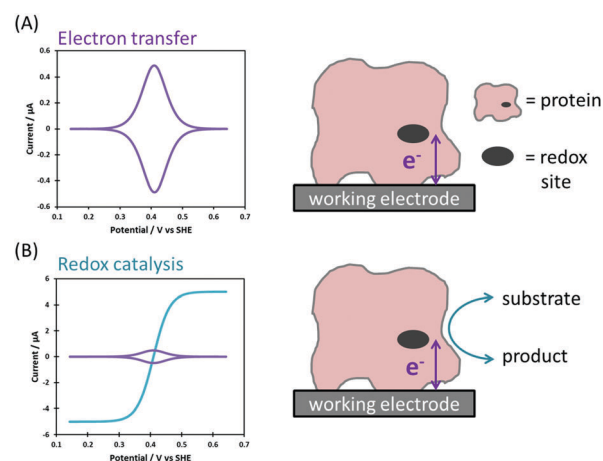 (A)
Electron transfer
0.6
0.4
0.2
0
-0.2
-0.4
-0.6
Current / µA
0.1 0.2 0.3 0.4 0.5 0.6 0.7
Potential / V vs SHE
e-
working electrode
= protein
= redox
site
(B)
Redox catalysis
6
4
2
0
-2
-4
-6
Current / µA
0.1 0.2 0.3 0.4 0.5 0.6 0.7
Potential / V vs SHE
e-
working electrode
substrate
product